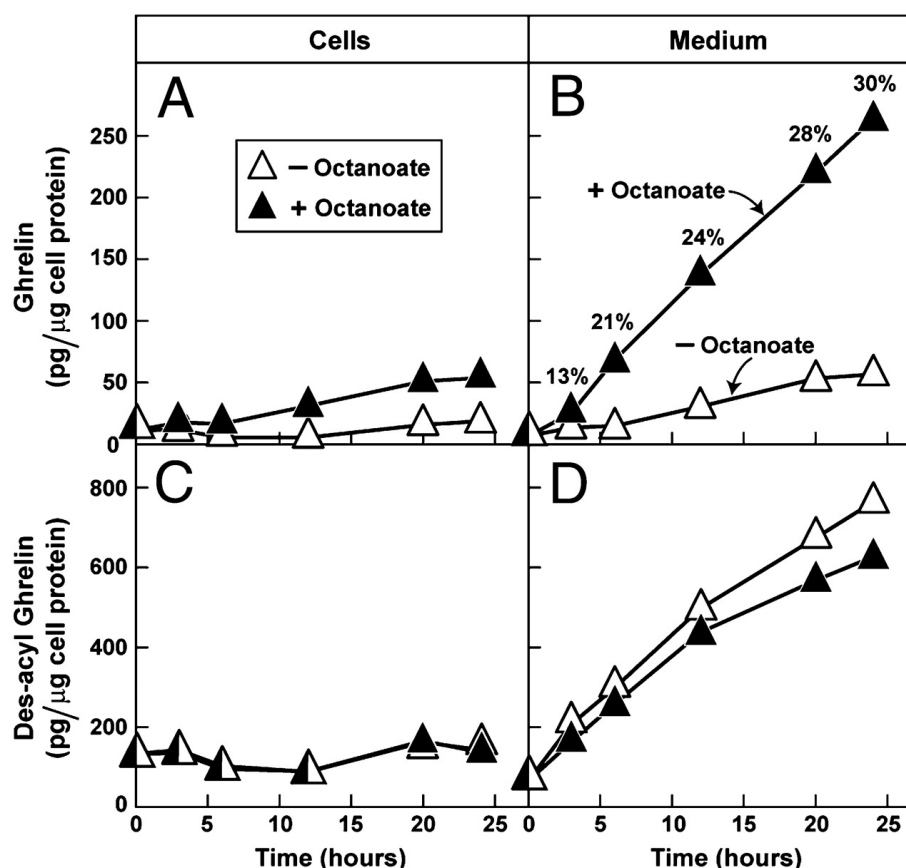 Cells
Medium
A
B
Ghrelin
(pg/μg cell protein)
250
200
150
100
50
0
– Octanoate
+ Octanoate
13%
21%
24%
28%
30%
+ Octanoate
– Octanoate
C
D
Des-acyl Ghrelin
(pg/μg cell protein)
800
600
400
200
0
0 5 10 15 20 25
0 5 10 15 20 25
Time (hours)
Time (hours)